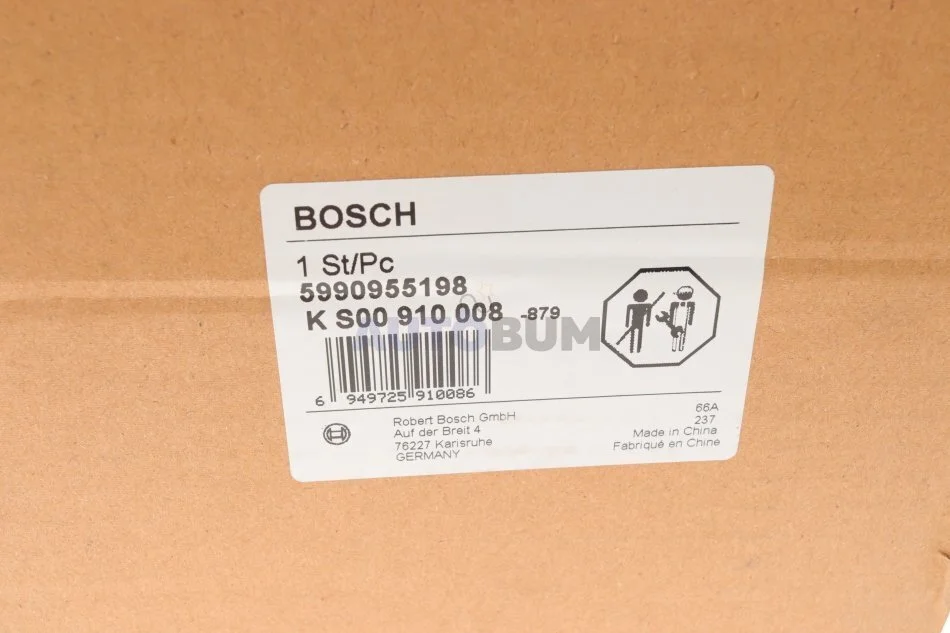 BOSCH
1 St/Pc
5990955198
K S00 910 008 -879
AUTOBUM
6 949725 910086
Robert Bosch GmbH
Auf der Breit 4
76227 Karlsruhe
GERMANY
66A
237
Made in China
Fabriqué en Chine